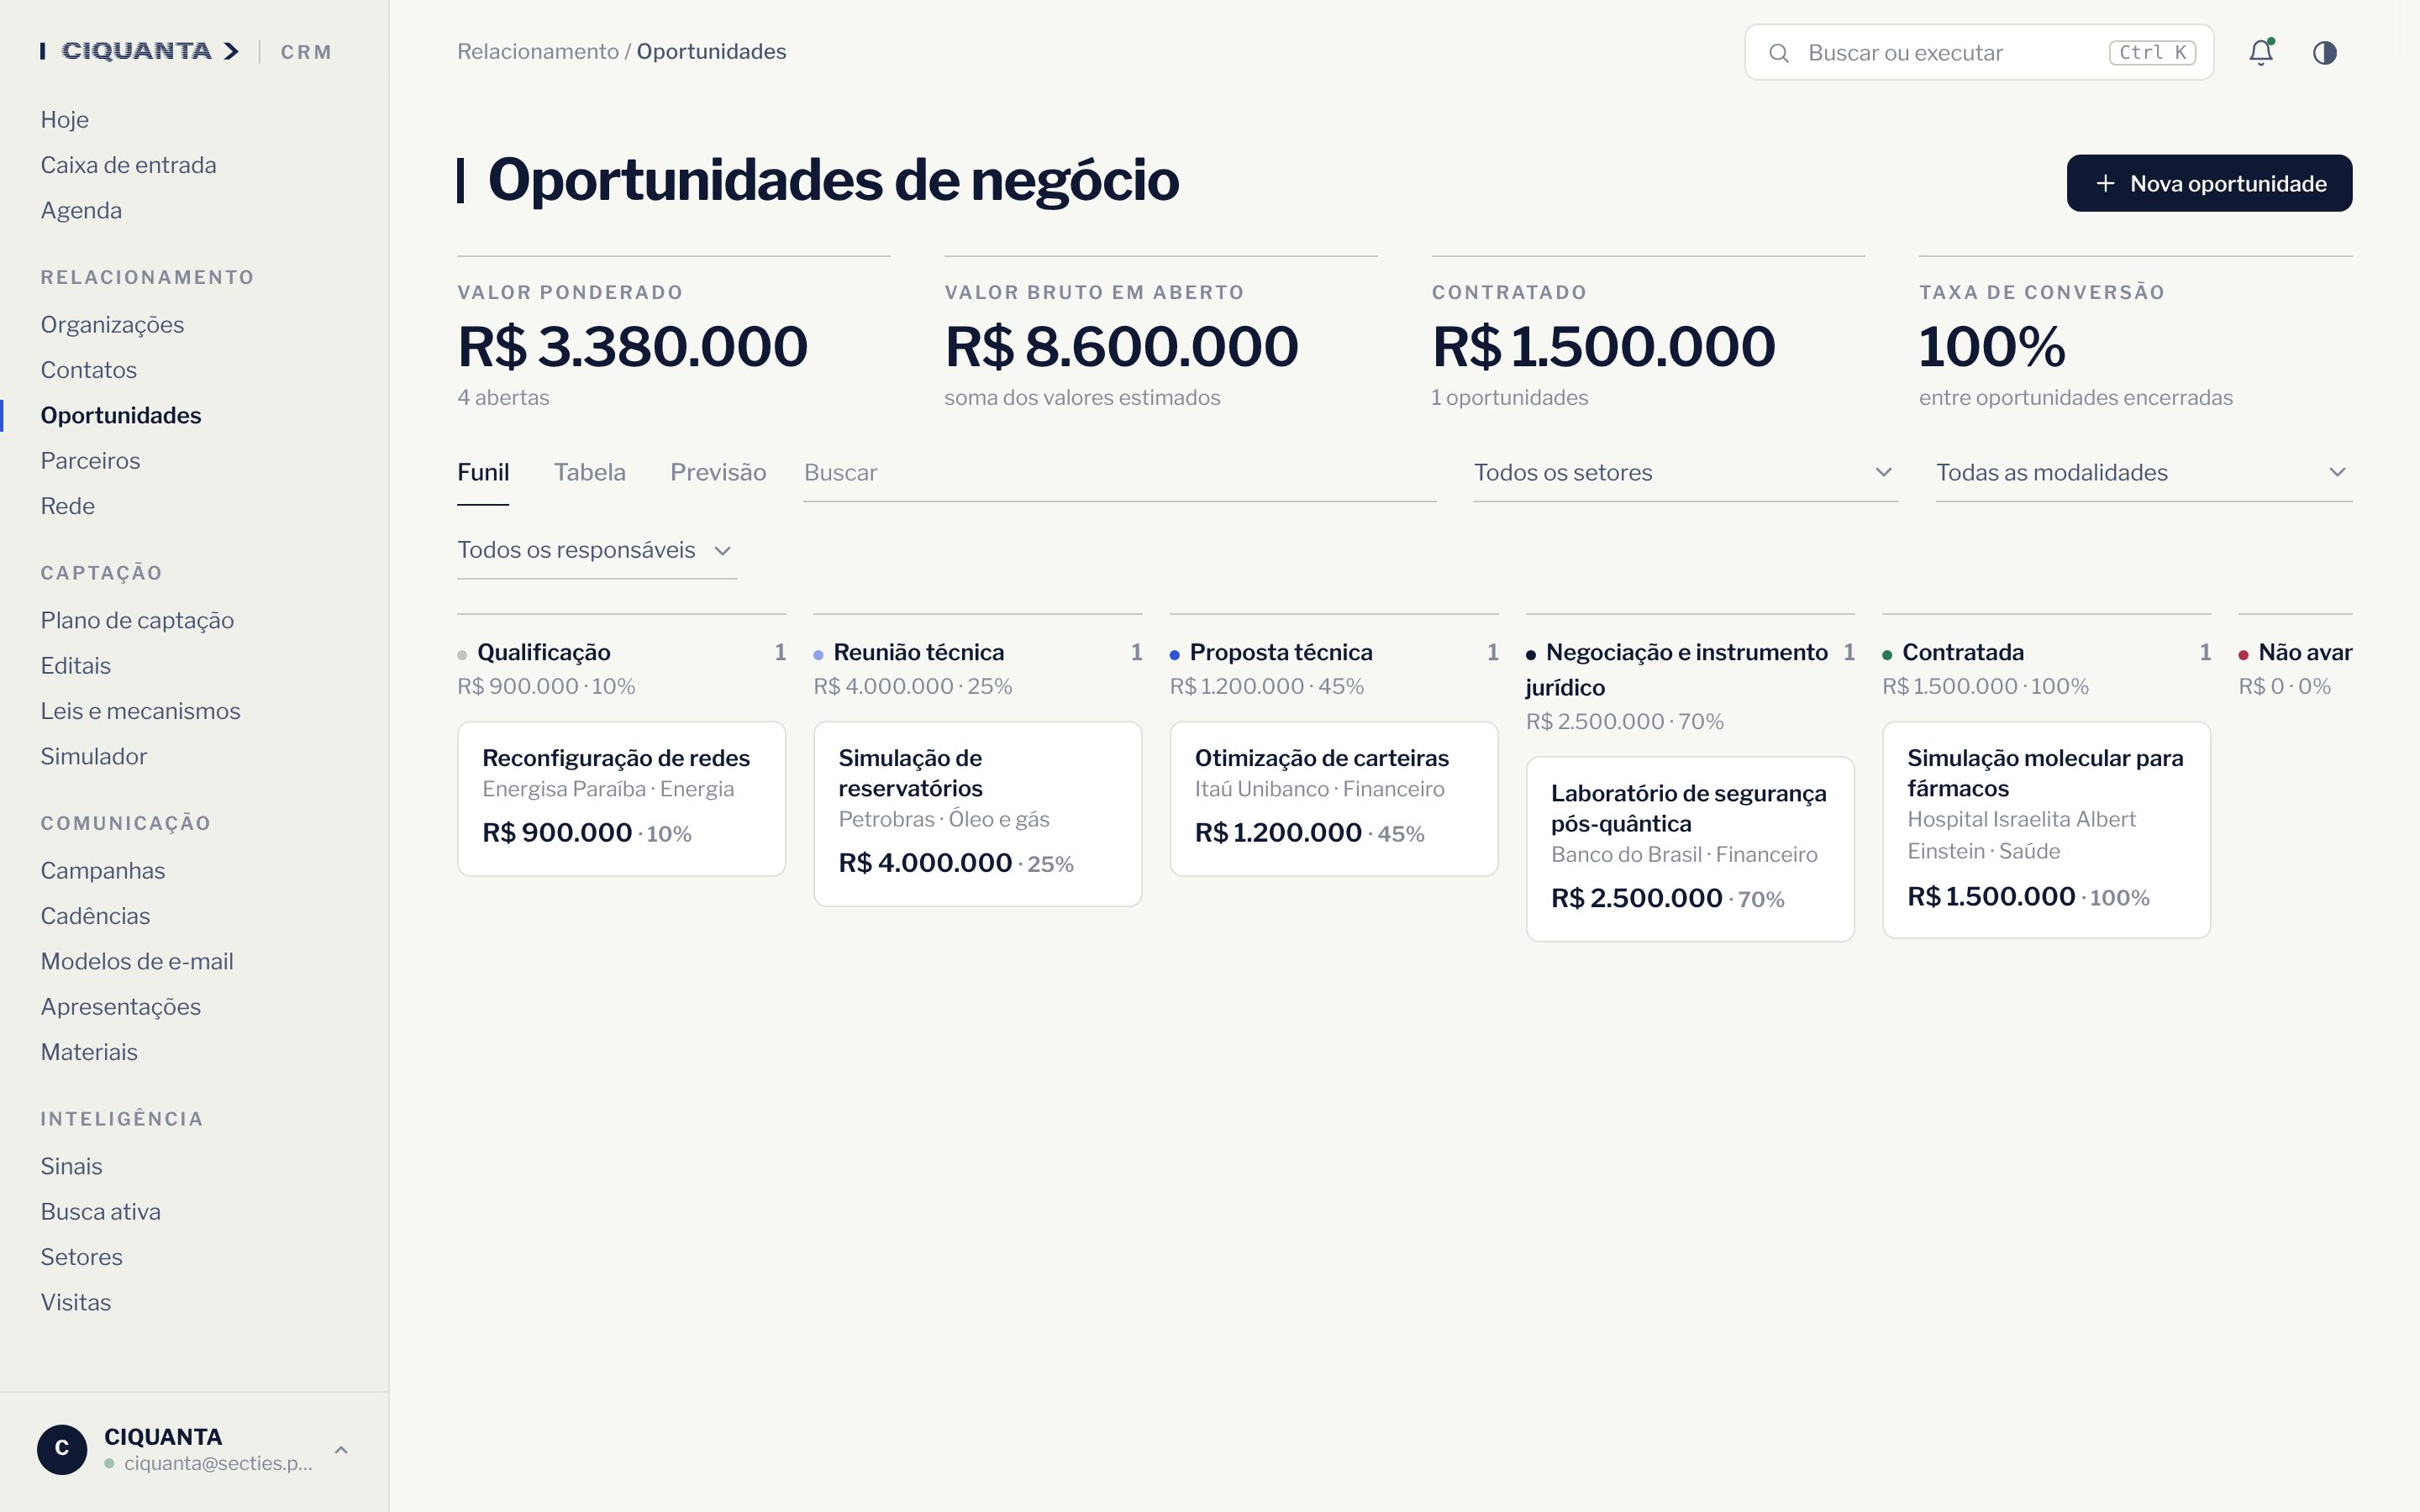 CIQUANTA
CRM
Hoje
Caixa de entrada
Agenda
RELACIONAMENTO
Organizações
Contatos
Oportunidades
Parceiros
Rede
CAPTAÇÃO
Plano de captação
Editais
Leis e mecanismos
Simulador
COMUNICAÇÃO
Campanhas
Cadências
Modelos de e-mail
Apresentações
Materiais
INTELIGÊNCIA
Sinais
Busca ativa
Setores
Visitas
C
CIQUANTA
ciquanta@secties.p...
Relacionamento / Oportunidades
Buscar ou executar
Ctrl K
Oportunidades de negócio
+ Nova oportunidade
VALOR PONDERADO
R$ 3.380.000
4 abertas
VALOR BRUTO EM ABERTO
R$ 8.600.000
soma dos valores estimados
CONTRATADO
R$ 1.500.000
1 oportunidades
TAXA DE CONVERSÃO
100%
entre oportunidades encerradas
Funil
Tabela
Previsão
Buscar
Todos os setores
Todas as modalidades
Todos os responsáveis
Qualificação 1
R$ 900.000 · 10%
Reconfiguração de redes
Energisa Paraíba · Energia
R$ 900.000 · 10%
Reunião técnica 1
R$ 4.000.000 · 25%
Simulação de
reservatórios
Petrobras · Óleo e gás
R$ 4.000.000 · 25%
Proposta técnica 1
R$ 1.200.000 · 45%
Otimização de carteiras
Itaú Unibanco · Financeiro
R$ 1.200.000 · 45%
Negociação e instrumento 1
jurídico
R$ 2.500.000 · 70%
Laboratório de segurança
pós-quântica
Banco do Brasil · Financeiro
R$ 2.500.000 · 70%
Contratada 1
R$ 1.500.000 · 100%
Simulação molecular para
fármacos
Hospital Israelita Albert
Einstein · Saúde
R$ 1.500.000 · 100%
Não avar
R$ 0 · 0%